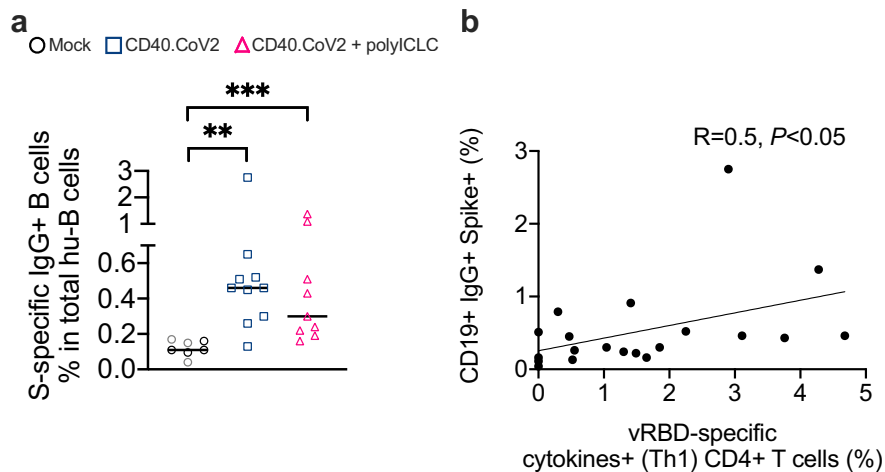 a
Mock CD40.CoV2 CD40.CoV2 + polyICLC
***
**
S-specific IgG+ B cells
% in total hu-B cells
3
2
1
0.6
0.4
0.2
0.0
b
R=0.5, P<0.05
CD19+ IgG+ Spike+ (%)
3
2
1
0
0 1 2 3 4 5
vRBD-specific
cytokines+ (Th1) CD4+ T cells (%)